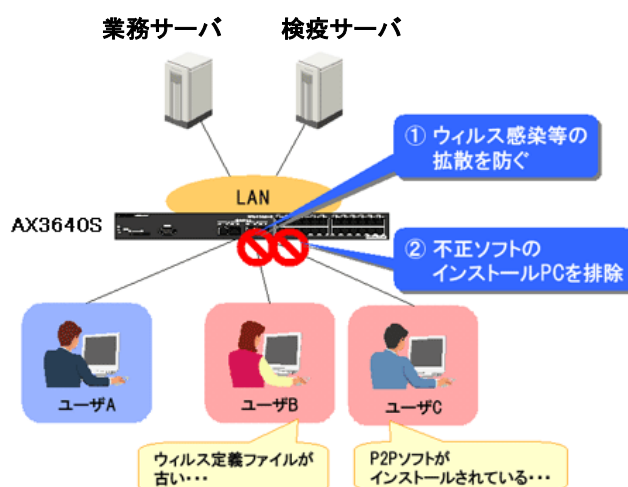 業務サーバ
検疫サーバ
① ウィルス感染等の
拡散を防ぐ
LAN
AX3640S
② 不正ソフトの
インストールPCを排除
ユーザA
ユーザB
ユーザC
ウィルス定義ファイルが
古い・・・
P2Pソフトが
インストールされている・・・